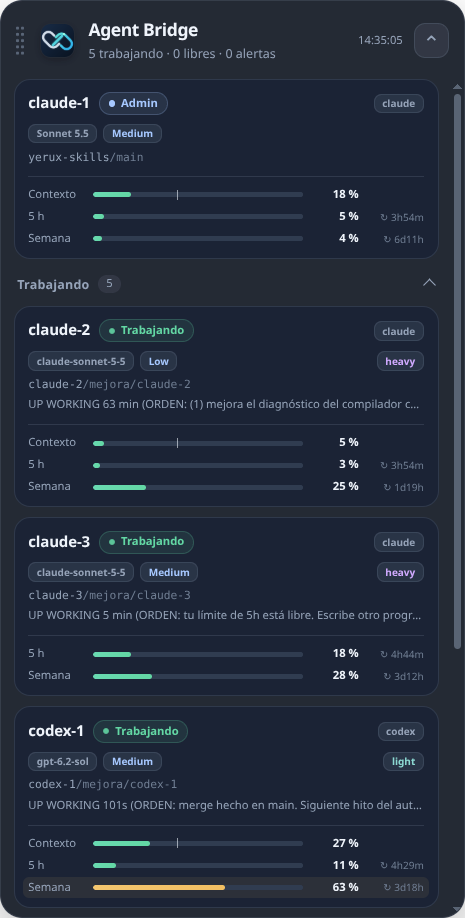 Agent Bridge
5 trabajando · 0 libres · 0 alertas
14:35:05
claude-1 Admin claude
Sonnet 5.5 Medium
yerux-skills/main
Contexto 18 %
5 h 5 % ↻ 3h54m
Semana 4 % ↻ 6d11h
Trabajando 5
claude-2 Trabajando claude
claude-sonnet-5-5 Low heavy
claude-2/mejora/claude-2
UP WORKING 63 min (ORDEN: (1) mejora el diagnóstico del compilador c...
Contexto 5 %
5 h 3 % ↻ 3h54m
Semana 25 % ↻ 1d19h
claude-3 Trabajando claude
claude-sonnet-5-5 Medium heavy
claude-3/mejora/claude-3
UP WORKING 5 min (ORDEN: tu límite de 5h está libre. Escribe otro progr...
5 h 18 % ↻ 4h44m
Semana 28 % ↻ 3d12h
codex-1 Trabajando codex
gpt-6.2-sol Medium light
codex-1/mejora/codex-1
UP WORKING 101s (ORDEN: merge hecho en main. Siguiente hito del aut...
Contexto 27 %
5 h 11 % ↻ 4h29m
Semana 63 % ↻ 3d18h